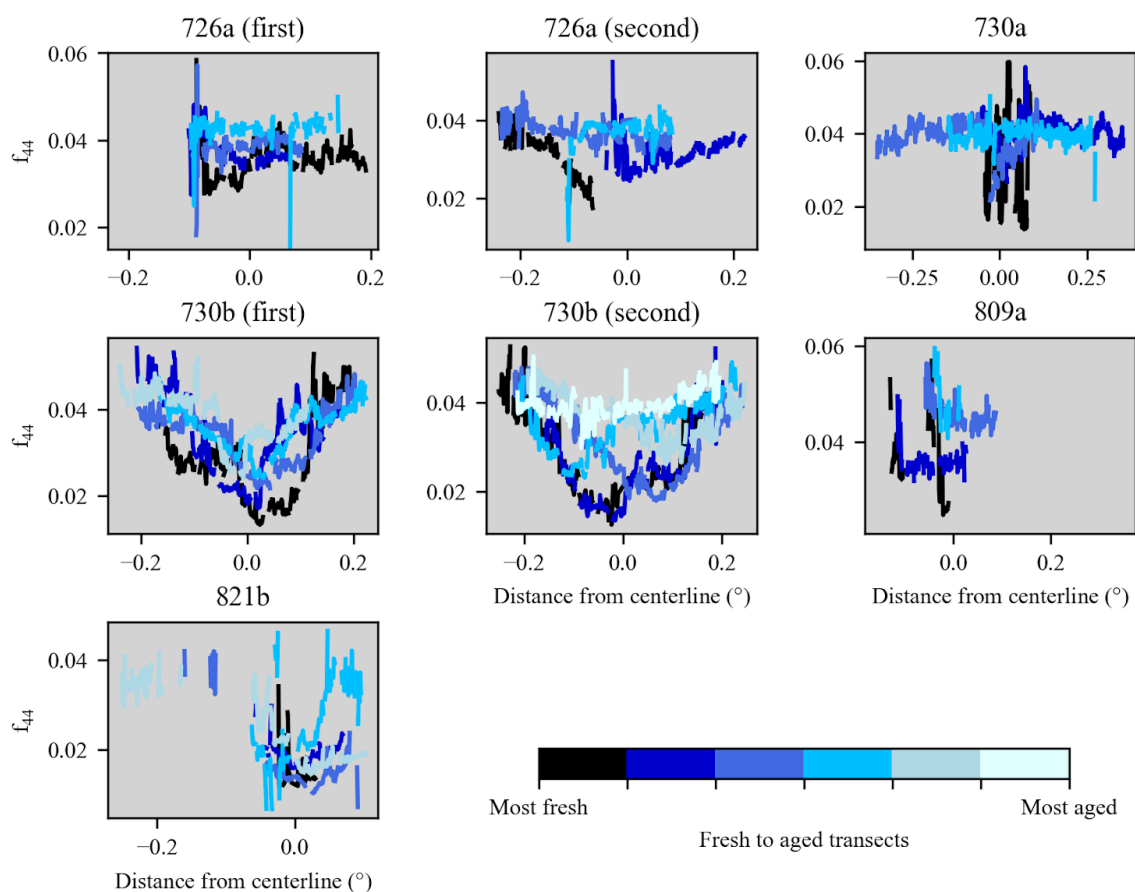 726a (first)
726a (second)
730a
f44
0.06
0.04
0.02
−0.2 0.0 0.2
0.04
0.02
−0.2 0.0 0.2
0.06
0.04
0.02
−0.25 0.00 0.25
730b (first)
730b (second)
809a
f44
0.04
0.02
−0.2 0.0 0.2
0.04
0.02
−0.2 0.0 0.2
Distance from centerline (°)
0.06
0.04
0.0 0.2
Distance from centerline (°)
821b
f44
0.04
0.02
−0.2 0.0
Distance from centerline (°)
Most fresh
Most aged
Fresh to aged transects